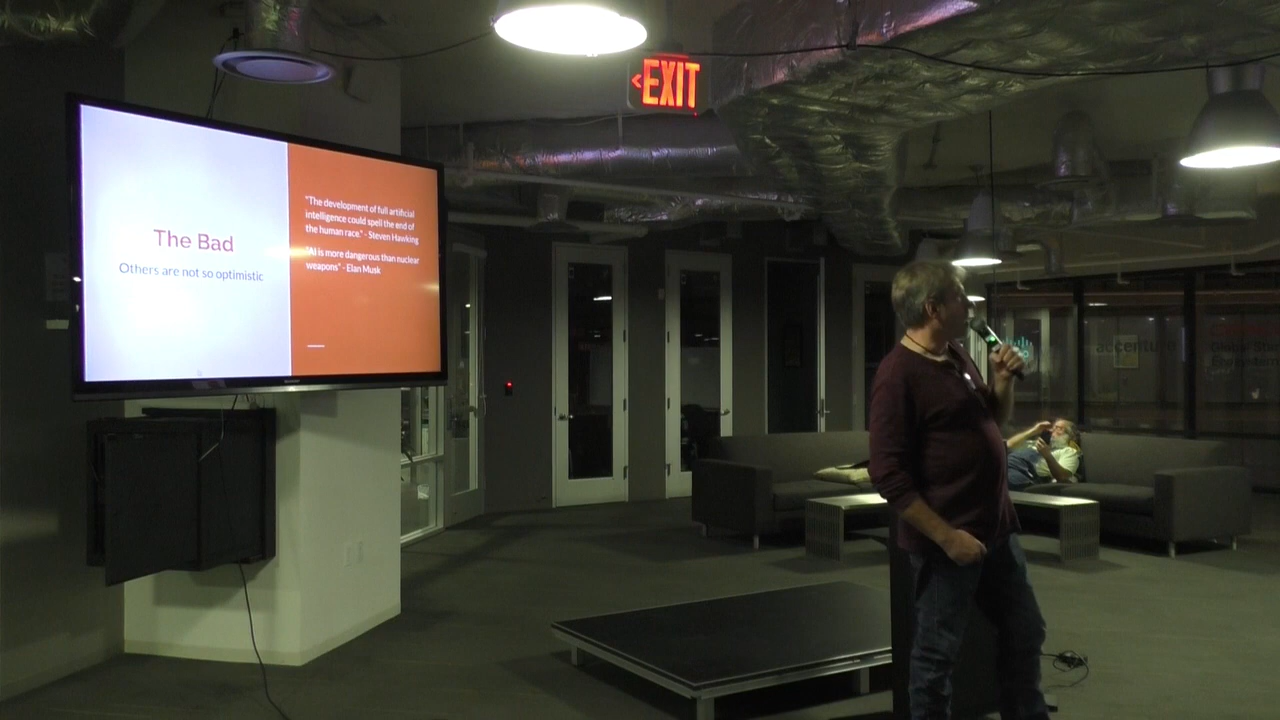 <EXIT
The Bad
Others are not so optimistic
"The development of full artificial
intelligence could spell the end of
the human race." - Steven Hawking
"AI is more dangerous than nuclear
weapons" - Elan Musk
accenture